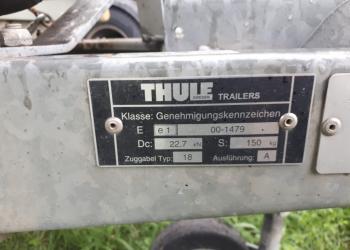 THULE TRAILERS
Klasse: Genehmigungskennzeichen
E e1 00-1479
Dc: 22.7 kN S: 150 kg
Zuggabel Typ: 18 Ausführung: A